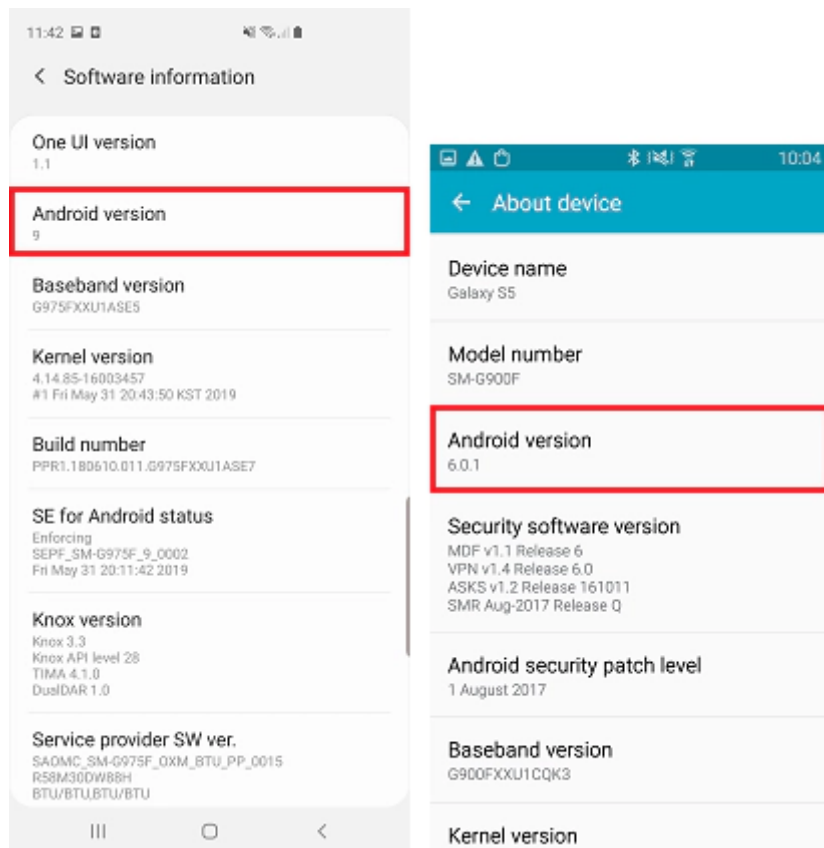 11:42
Software information
One UI version
1.1
Android version
9
Baseband version
G975FXXU1ASE5
Kernel version
4.14.85-16003457
#1 Fri May 31 20:43:50 KST 2019
Build number
PPR1.180610.011.G975FXXU1ASE7
SE for Android status
Enforcing
SEPF_SM-G975F_9_0002
Fri May 31 20:11:42 2019
Knox version
Knox 3.3
Knox API level 28
TIMA 4.1.0
DualDAR 1.0
Service provider SW ver.
SAOMC_SM-G975F_OXM_BTU_PP_0015
R58M30DW88H
BTU/BTU,BTU/BTU
10:04
About device
Device name
Galaxy S5
Model number
SM-G900F
Android version
6.0.1
Security software version
MDF v1.1 Release 6
VPN v1.4 Release 6.0
ASKS v1.2 Release 161011
SMR Aug-2017 Release Q
Android security patch level
1 August 2017
Baseband version
G900FXXU1CQK3
Kernel version